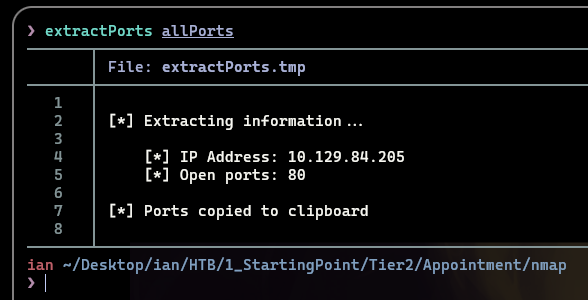 ❯ extractPorts allPorts
File: extractPorts.tmp
1
2 [*] Extracting information...
3
4 [*] IP Address: 10.129.84.205
5 [*] Open ports: 80
6
7 [*] Ports copied to clipboard
8
ian ~/Desktop/ian/HTB/1_StartingPoint/Tier2/Appointment/nmap
❯